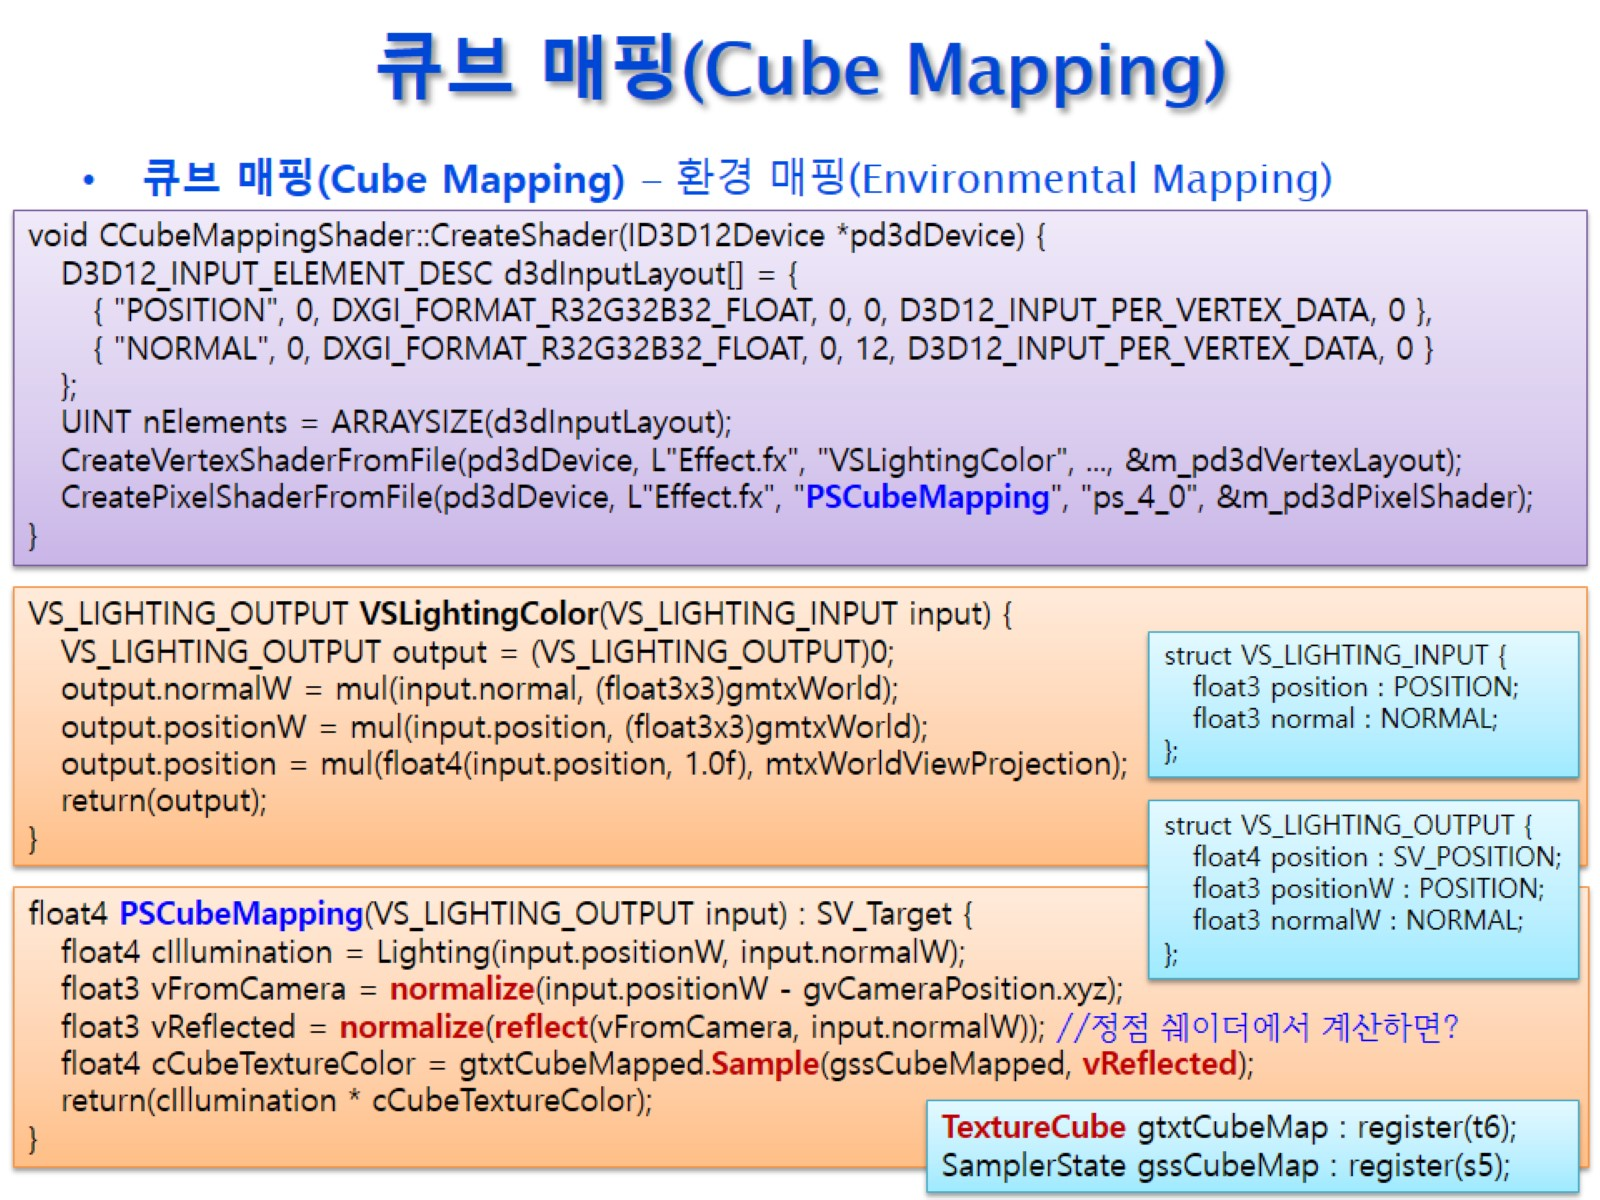 큐브 매핑(Cube Mapping)
• 큐브 매핑(Cube Mapping) – 환경 매핑(Environmental Mapping)
void CCubeMappingShader::CreateShader(ID3D12Device *pd3dDevice) {
D3D12_INPUT_ELEMENT_DESC d3dInputLayout[] = {
{ "POSITION", 0, DXGI_FORMAT_R32G32B32_FLOAT, 0, 0, D3D12_INPUT_PER_VERTEX_DATA, 0 },
{ "NORMAL", 0, DXGI_FORMAT_R32G32B32_FLOAT, 0, 12, D3D12_INPUT_PER_VERTEX_DATA, 0 }
};
UINT nElements = ARRAYSIZE(d3dInputLayout);
CreateVertexShaderFromFile(pd3dDevice, L"Effect.fx", "VSLightingColor", ..., &m_pd3dVertexLayout);
CreatePixelShaderFromFile(pd3dDevice, L"Effect.fx", "PSCubeMapping", "ps_4_0", &m_pd3dPixelShader);
}
VS_LIGHTING_OUTPUT VSLightingColor(VS_LIGHTING_INPUT input) {
VS_LIGHTING_OUTPUT output = (VS_LIGHTING_OUTPUT)0;
output.normalW = mul(input.normal, (float3x3)gmtxWorld);
output.positionW = mul(input.position, (float3x3)gmtxWorld);
output.position = mul(float4(input.position, 1.0f), mtxWorldViewProjection);
return(output);
}
struct VS_LIGHTING_INPUT {
float3 position : POSITION;
float3 normal : NORMAL;
};
struct VS_LIGHTING_OUTPUT {
float4 position : SV_POSITION;
float3 positionW : POSITION;
float3 normalW : NORMAL;
};
float4 PSCubeMapping(VS_LIGHTING_OUTPUT input) : SV_Target {
float4 cIllumination = Lighting(input.positionW, input.normalW);
float3 vFromCamera = normalize(input.positionW - gvCameraPosition.xyz);
float3 vReflected = normalize(reflect(vFromCamera, input.normalW)); //정점 쉐이더에서 계산하면?
float4 cCubeTextureColor = gtxtCubeMapped.Sample(gssCubeMapped, vReflected);
return(cIllumination * cCubeTextureColor);
}
TextureCube gtxtCubeMap : register(t6);
SamplerState gssCubeMap : register(s5);